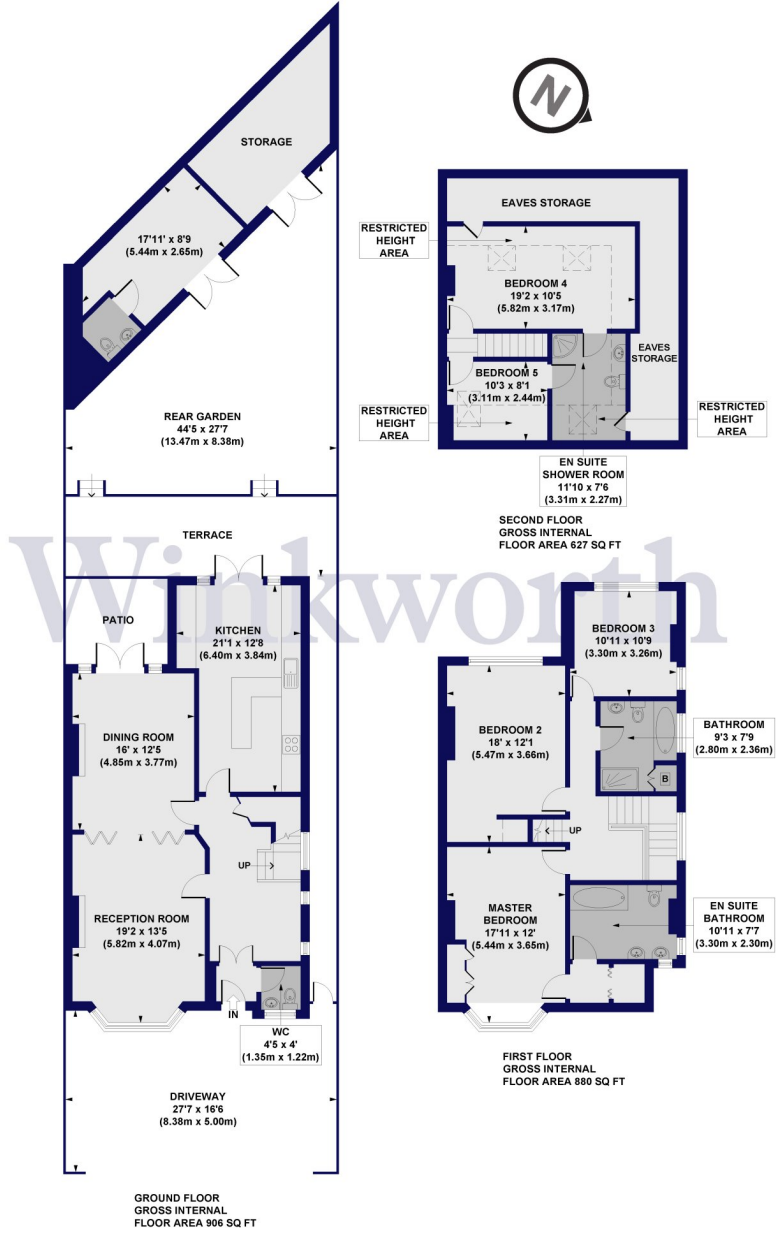 N
STORAGE
17'11' x 8'9
(5.44m x 2.65m)
REAR GARDEN
44'5 x 27'7
(13.47m x 8.38m)
TERRACE
PATIO
KITCHEN
21'1 x 12'8
(6.40m x 3.84m)
DINING ROOM
16' x 12'5
(4.85m x 3.77m)
UP
RECEPTION ROOM
19'2 x 13'5
(5.82m x 4.07m)
IN
WC
4'5 x 4'
(1.35m x 1.22m)
DRIVEWAY
27'7 x 16'6
(8.38m x 5.00m)
GROUND FLOOR
GROSS INTERNAL
FLOOR AREA 906 SQ FT
EAVES STORAGE
RESTRICTED
HEIGHT
AREA
BEDROOM 4
19'2 x 10'5
(5.82m x 3.17m)
EAVES
STORAGE
BEDROOM 5
10'3 x 8'1
(3.11m x 2.44m)
RESTRICTED
HEIGHT
AREA
RESTRICTED
HEIGHT
AREA
EN SUITE
SHOWER ROOM
11'10 x 7'6
(3.31m x 2.27m)
SECOND FLOOR
GROSS INTERNAL
FLOOR AREA 627 SQ FT
Winkworth
BEDROOM 3
10'11 x 10'9
(3.30m x 3.26m)
BEDROOM 2
18' x 12'1
(5.47m x 3.66m)
BATHROOM
9'3 x 7'9
(2.80m x 2.36m)
B
UP
MASTER
BEDROOM
17'11 x 12'
(5.44m x 3.65m)
EN SUITE
BATHROOM
10'11 x 7'7
(3.30m x 2.30m)
FIRST FLOOR
GROSS INTERNAL
FLOOR AREA 880 SQ FT